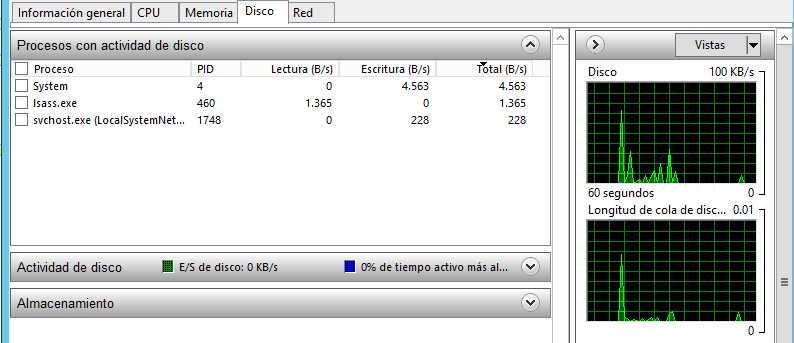 Información general CPU Memoria Disco Red
Procesos con actividad de disco
Proceso PID Lectura (B/s) Escritura (B/s) Total (B/s)
System 4 0 4.563 4.563
lsass.exe 460 1.365 0 1.365
svchost.exe (LocalSystemNet... 1748 0 228 228
Actividad de disco E/S de disco: 0 KB/s 0% de tiempo activo más al...
Almacenamiento
Vistas
Disco 100 KB/s
60 segundos 0
Longitud de cola de disc... 0.01
0